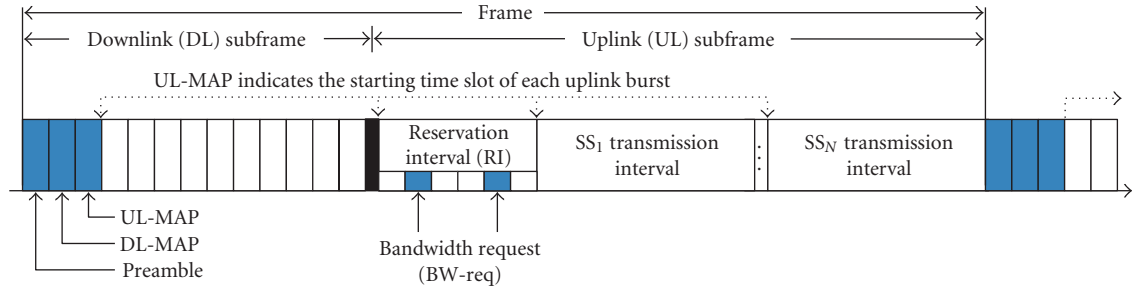 Frame
Downlink (DL) subframe
Uplink (UL) subframe
UL-MAP indicates the starting time slot of each uplink burst
Reservation
interval (RI)
SS₁ transmission
interval
⋮
SS_N transmission
interval
UL-MAP
DL-MAP
Preamble
Bandwidth request
(BW-req)